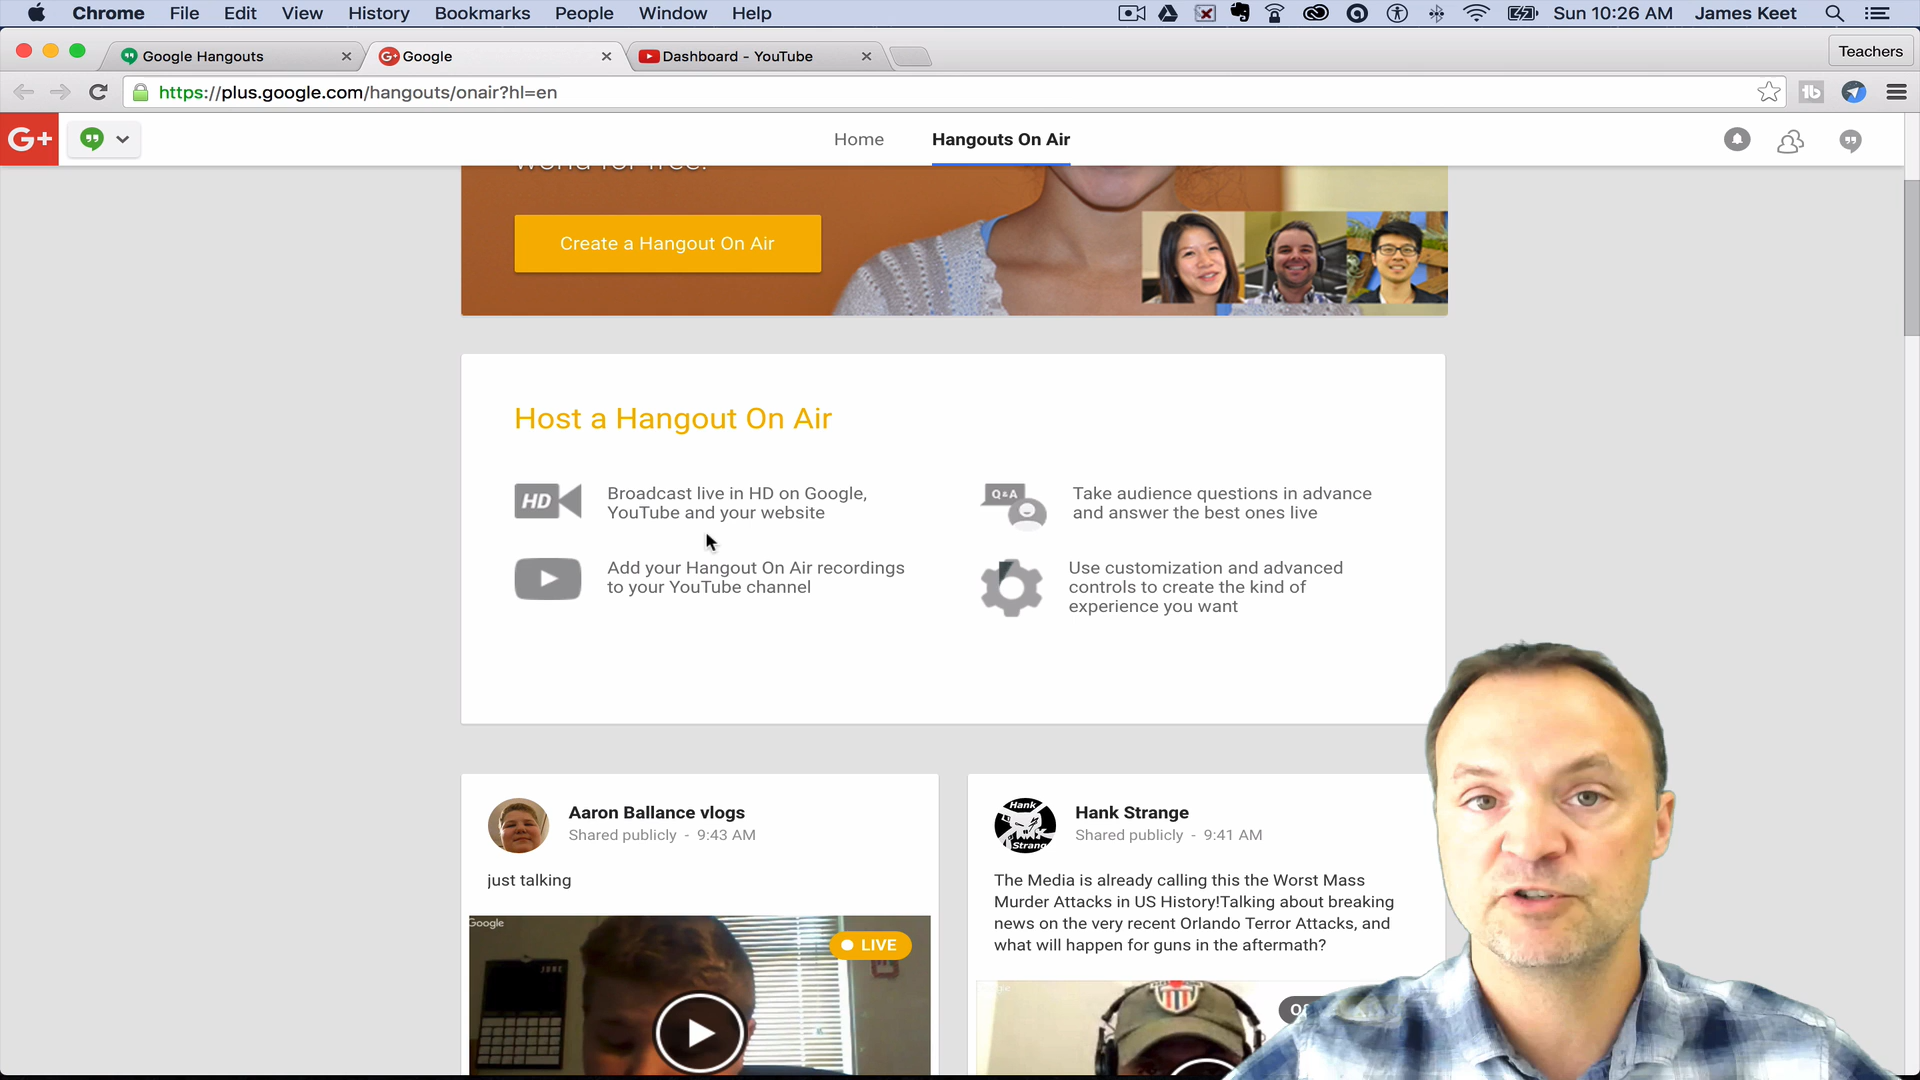 Chrome File Edit View History Bookmarks People Window Help Sun 10:26 AM James Keet
Google Hangouts Google Dashboard - YouTube Teachers
https://plus.google.com/hangouts/onair?hl=en
G+ Home Hangouts On Air
world for free.
Create a Hangout On Air
Host a Hangout On Air
HD
Broadcast live in HD on Google,
YouTube and your website
Q&A
Take audience questions in advance
and answer the best ones live
Add your Hangout On Air recordings
to your YouTube channel
Use customization and advanced
controls to create the kind of
experience you want
Aaron Ballance vlogs
Shared publicly - 9:43 AM
just talking
Google
LIVE
JUNE
Hank
Strange
Hank Strange
Shared publicly - 9:41 AM
The Media is already calling this the Worst Mass
Murder Attacks in US History!Talking about breaking
news on the very recent Orlando Terror Attacks, and
what will happen for guns in the aftermath?